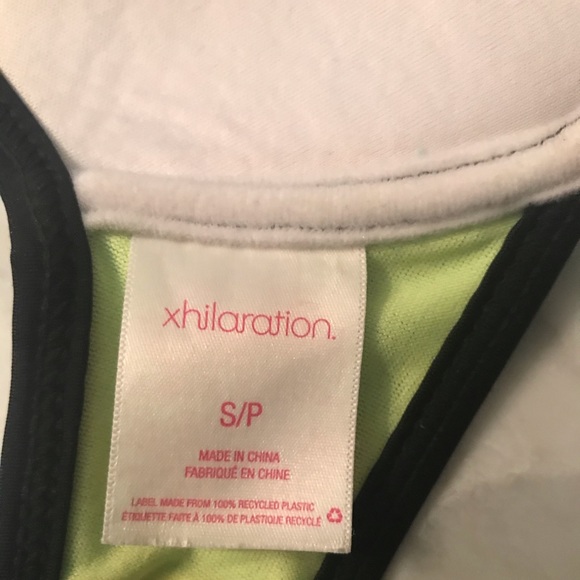 xhilaration.
S/P
MADE IN CHINA
FABRIQUÉ EN CHINE
LABEL MADE FROM 100% RECYCLED PLASTIC
ÉTIQUETTE FAITE À 100% DE PLASTIQUE RECYCLÉ